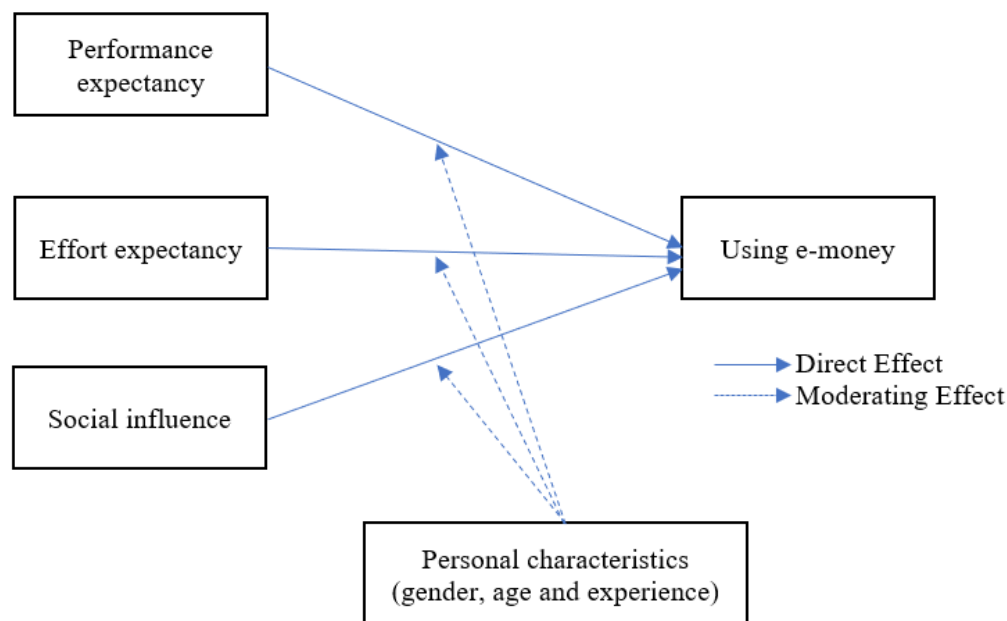 Performance
expectancy
Effort expectancy
Using e-money
Direct Effect
Moderating Effect
Social influence
Personal characteristics
(gender, age and experience)